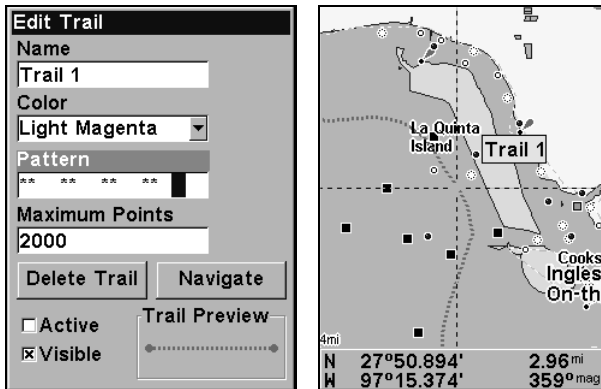 Edit Trail
Name
Trail 1
Color
Light Magenta
Pattern
** ** ** **
Maximum Points
2000
Delete Trail Navigate
Active
Visible
Trail Preview
La Quinta
Island
Trail 1
Cooks
Ingles
On-th
4mi
N 27°50.894' 2.96 mi
W 97°15.374' 359° mag